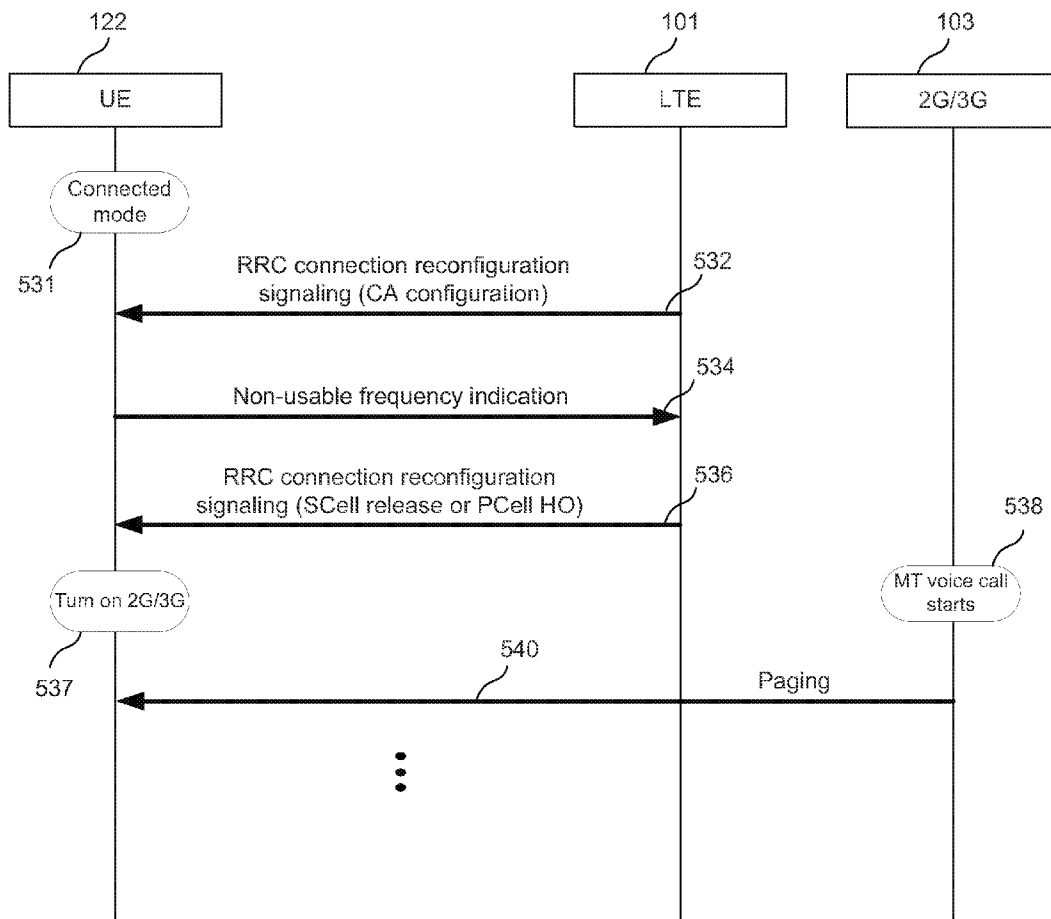 122
101
103
UE
LTE
2G/3G
Connected
mode
531
RRC connection reconfiguration
signaling (CA configuration)
532
Non-usable frequency indication
534
RRC connection reconfiguration
signaling (SCell release or PCell HO)
536
538
Turn on 2G/3G
MT voice call
starts
537
540
Paging